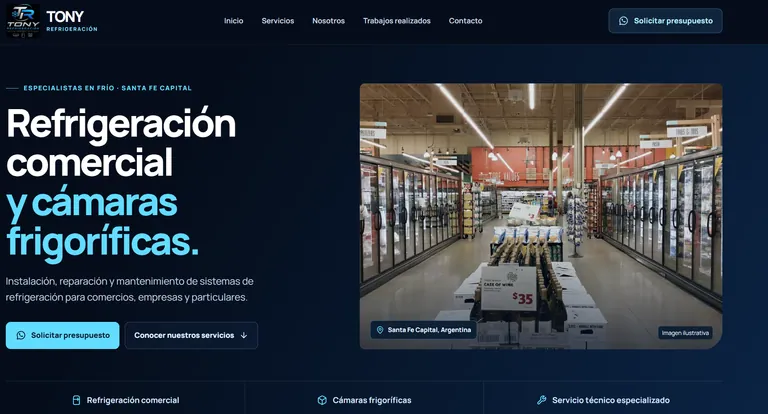 TONY
TONY
REFRIGERACIÓN
Inicio
Servicios
Nosotros
Trabajos realizados
Contacto
Solicitar presupuesto
ESPECIALISTAS EN FRÍO · SANTA FE CAPITAL
Refrigeración
comercial
y cámaras
frigoríficas.
Instalación, reparación y mantenimiento de sistemas de
refrigeración para comercios, empresas y particulares.
Solicitar presupuesto
Conocer nuestros servicios
CASE OF WINE
$35
Santa Fe Capital, Argentina
Imagen ilustrativa
Refrigeración comercial
Cámaras frigoríficas
Servicio técnico especializado